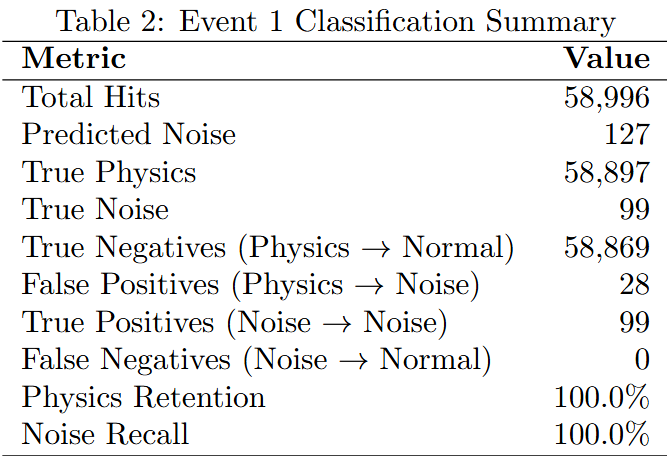 Table 2: Event 1 Classification Summary
Metric Value
Total Hits 58,996
Predicted Noise 127
True Physics 58,897
True Noise 99
True Negatives (Physics → Normal) 58,869
False Positives (Physics → Noise) 28
True Positives (Noise → Noise) 99
False Negatives (Noise → Normal) 0
Physics Retention 100.0%
Noise Recall 100.0%